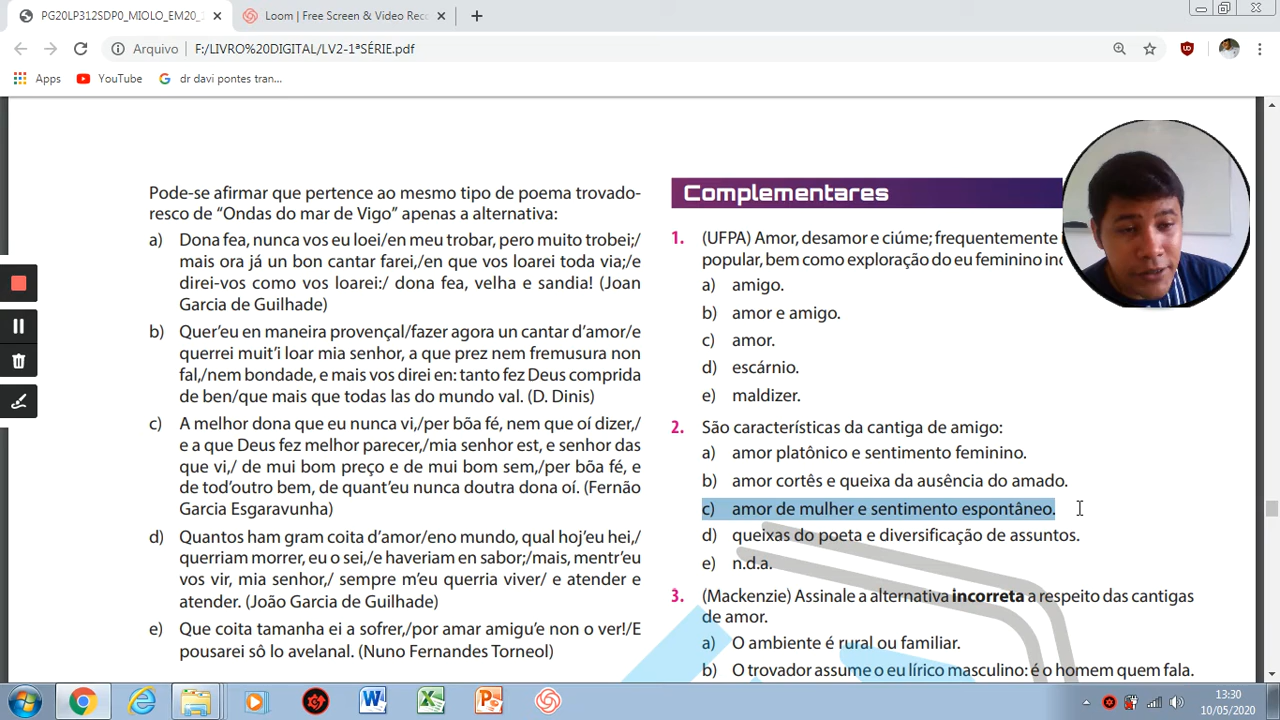 PG20LP312SDP0_MIOLO_EM20_
Loom | Free Screen & Video Rec
Arquivo
F:/LIVRO%20DIGITAL/LV2-1ªSÉRIE.pdf
Apps
YouTube
dr davi pontes tran...
Pode-se afirmar que pertence ao mesmo tipo de poema trovado-
resco de “Ondas do mar de Vigo” apenas a alternativa:
a) Dona fea, nunca vos eu loei/en meu trobar, pero muito trobei;/
mais ora já un bon cantar farei,/en que vos loarei toda via;/e
direi-vos como vos loarei:/ dona fea, velha e sandia! (Joan
Garcia de Guilhade)
b) Quer’eu en maneira provençal/fazer agora un cantar d’amor/e
querrei muit’i loar mia senhor, a que prez nem fremusura non
fal,/nem bondade, e mais vos direi en: tanto fez Deus comprida
de ben/que mais que todas las do mundo val. (D. Dinis)
c) A melhor dona que eu nunca vi,/per bõa fé, nem que oí dizer,/
e a que Deus fez melhor parecer,/mia senhor est, e senhor das
que vi,/ de mui bom preço e de mui bom sem,/per bõa fé, e
de tod’outro bem, de quant’eu nunca doutra dona oí. (Fernão
Garcia Esgaravunha)
d) Quantos ham gram coita d’amor/eno mundo, qual hoj’eu hei,/
querriam morrer, eu o sei,/e haveriam en sabor;/mais, mentr’eu
vos vir, mia senhor,/ sempre m’eu querria viver/ e atender e
atender. (João Garcia de Guilhade)
e) Que coita tamanha ei a sofrer,/por amar amigu’e non o ver!/E
pousarei sô lo avelanal. (Nuno Fernandes Torneol)
Complementares
1. (UFPA) Amor, desamor e ciúme; frequentemente
popular, bem como exploração do eu feminino
a) amigo.
b) amor e amigo.
c) amor.
d) escárnio.
e) maldizer.
2. São características da cantiga de amigo:
a) amor platônico e sentimento feminino.
b) amor cortês e queixa da ausência do amado.
c) amor de mulher e sentimento espontâneo.
d) queixas do poeta e diversificação de assuntos.
e) n.d.a.
3. (Mackenzie) Assinale a alternativa incorreta a respeito das cantigas
de amor.
a) O ambiente é rural ou familiar.
b) O trovador assume o eu lírico masculino: é o homem quem fala.
13:30
10/05/2020